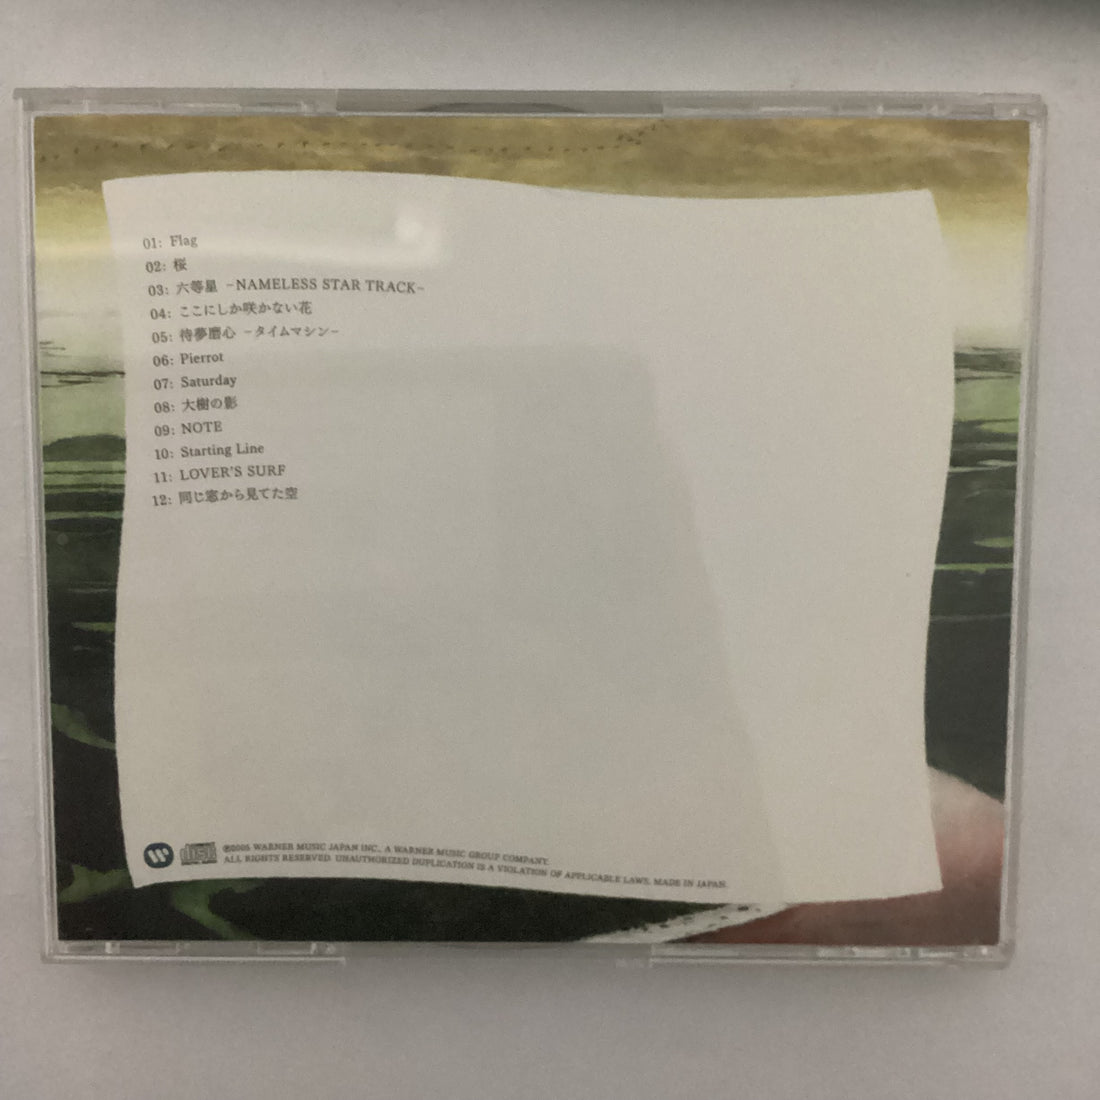 01: Flag
02: 桜
03: 六等星 -NAMELESS STAR TRACK-
04: ここにしか咲かない花
05: 待夢磨心 -タイムマシン-
06: Pierrot
07: Saturday
08: 大樹の影
09: NOTE
10: Starting Line
11: LOVER'S SURF
12: 同じ窓から見てた空
disc
℗2005 WARNER MUSIC JAPAN INC., A WARNER MUSIC GROUP COMPANY.
ALL RIGHTS RESERVED. UNAUTHORIZED DUPLICATION IS A VIOLATION OF APPLICABLE LAWS. MADE IN JAPAN.